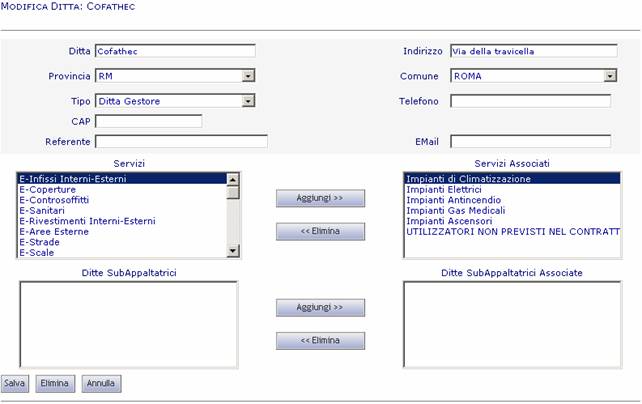 MODIFICA DITTA: COFATHEC
Ditta Cofathec Indirizzo Via della travicella
Provincia RM Comune ROMA
Tipo Ditta Gestore Telefono
CAP
Referente EMail
Servizi Servizi Associati
E-Infissi Interni-Esterni Impianti di Climatizzazione
E-Coperture Aggiungi >> Impianti Elettrici
E-Controsoffitti Impianti Antincendio
E-Sanitari Impianti Gas Medicali
E-Rivestimenti Interni-Esterni Impianti Ascensori
E-Aree Esterne << Elimina UTILIZZATORI NON PREVISTI NEL CONTRATT
E-Strade
E-Scale
Ditte SubAppaltatrici Ditte SubAppaltatrici Associate
Aggiungi >>
<< Elimina
Salva Elimina Annulla